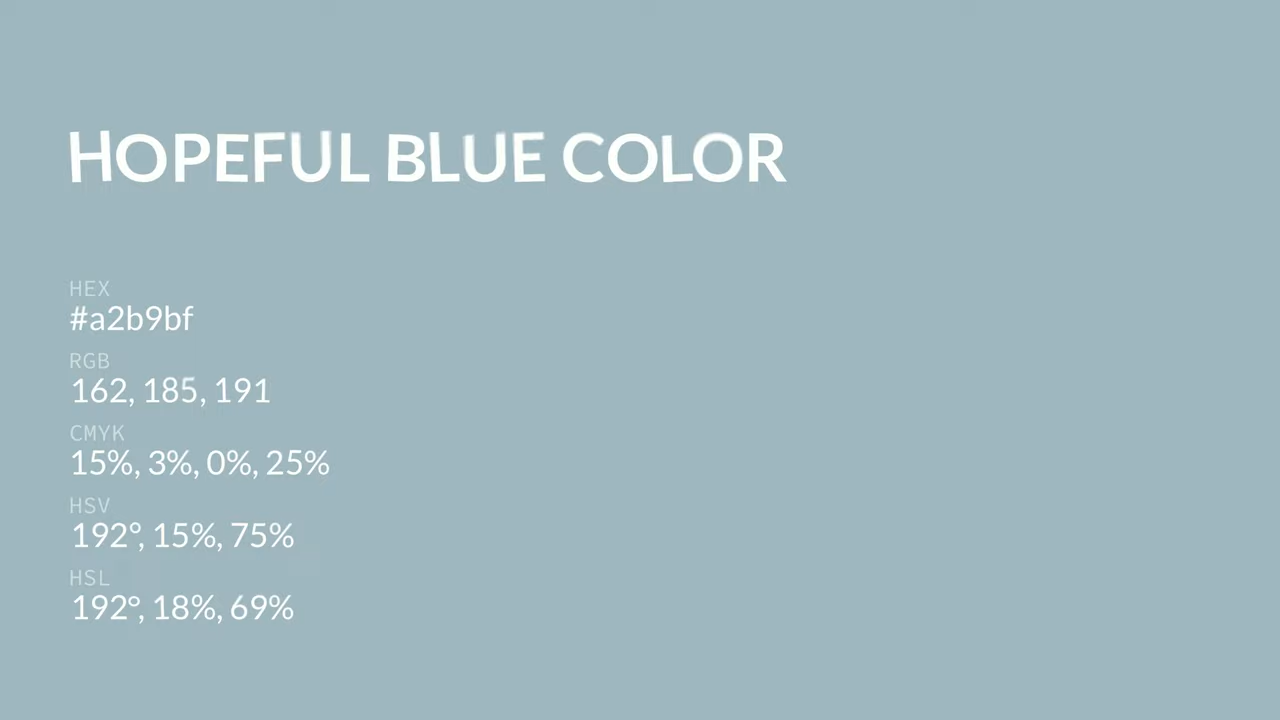 HOPEFUL BLUE COLOR
HEX
#a2b9bf
RGB
162, 185, 191
CMYK
15%, 3%, 0%, 25%
HSV
192°, 15%, 75%
HSL
192°, 18%, 69%